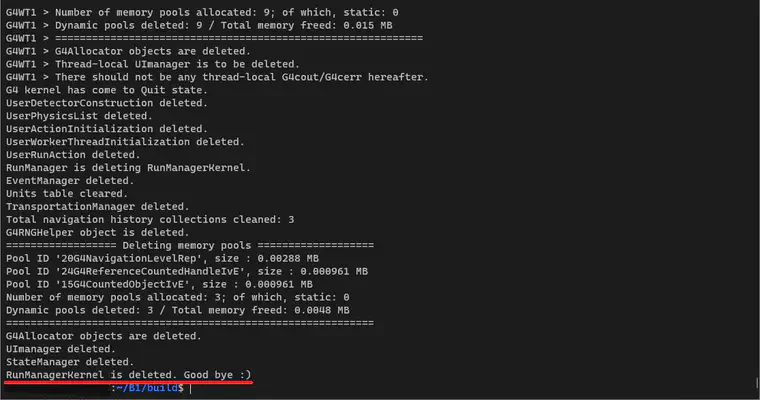 G4WT1 > Number of memory pools allocated: 9; of which, static: 0
G4WT1 > Dynamic pools deleted: 9 / Total memory freed: 0.015 MB
G4WT1 > =========================================================
G4WT1 > G4Allocator objects are deleted.
G4WT1 > Thread-local UImanager is to be deleted.
G4WT1 > There should not be any thread-local G4cout/G4cerr hereafter.
G4 kernel has come to Quit state.
UserDetectorConstruction deleted.
UserPhysicsList deleted.
UserActionInitialization deleted.
UserWorkerThreadInitialization deleted.
UserRunAction deleted.
RunManager is deleting RunManagerKernel.
EventManager deleted.
Units table cleared.
TransportationManager deleted.
Total navigation history collections cleaned: 3
G4RNGHelper object is deleted.
================== Deleting memory pools ===================
Pool ID '20G4NavigationLevelRep', size : 0.00288 MB
Pool ID '24G4ReferenceCountedHandleIvE', size : 0.000961 MB
Pool ID '15G4CountedObjectIvE', size : 0.000961 MB
Number of memory pools allocated: 3; of which, static: 0
Dynamic pools deleted: 3 / Total memory freed: 0.0048 MB
============================================================
G4Allocator objects are deleted.
UImanager deleted.
StateManager deleted.
RunManagerKernel is deleted. Good bye :)
:~/B1/build$